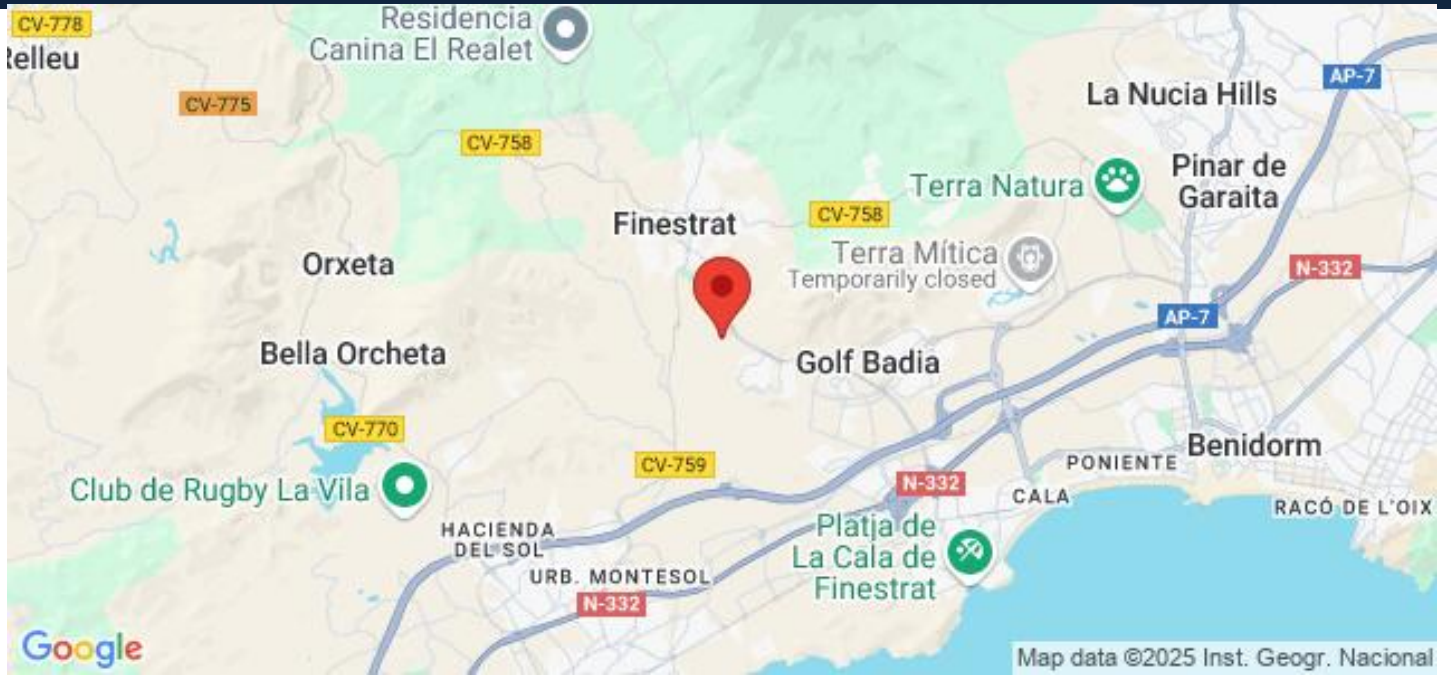 CV-778
Relleu
Residencia
Canina El Realet
CV-775
CV-758
AP-7
La Nucia Hills
Pinar de
Garaita
Terra Natura
CV-758
Finestrat
Terra Mítica
Temporarily closed
N-332
Orxeta
AP-7
Bella Orcheta
Golf Badia
CV-770
CV-759
Benidorm
PONIENTE
Club de Rugby La Vila
N-332
CALA
RACÓ DE L'OIX
HACIENDA
DEL SOL
Platja de
La Cala de
Finestrat
URB. MONTESOL
N-332
Google
Map data ©2025 Inst. Geogr. Nacional